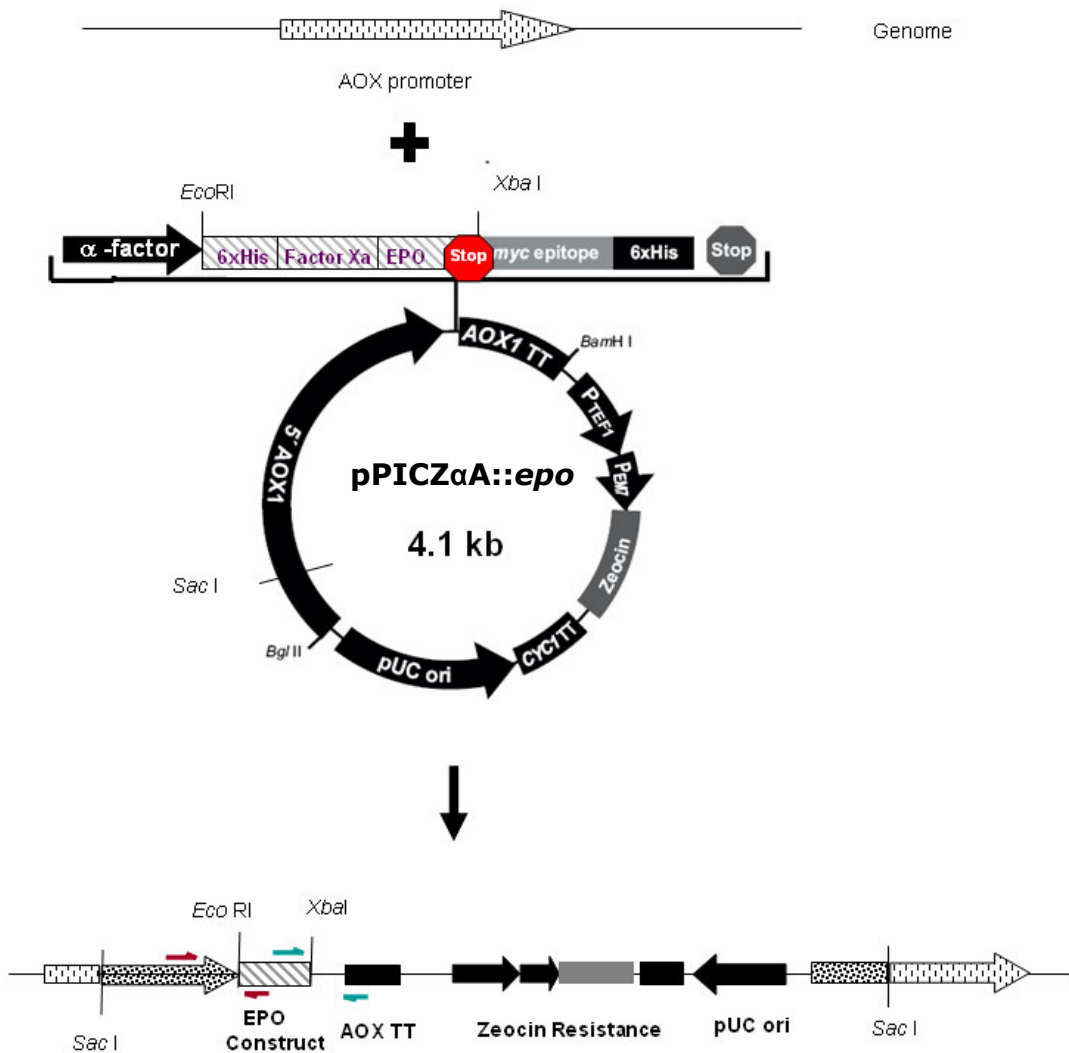 Genome
AOX promoter
EcoRI
Xba I
α -factor
6xHis
Factor Xa
EPO
Stop
myc epitope
6xHis
Stop
AOX1 TT
BamH I
PTEF1
PEM7
5´ AOX1
pPICZαA::epo
4.1 kb
Zeocin
Sac I
Bgl II
pUC ori
CYC1 TT
Eco RI
XbaI
EPO
Construct
AOX TT
Zeocin Resistance
pUC ori
Sac I
Sac I